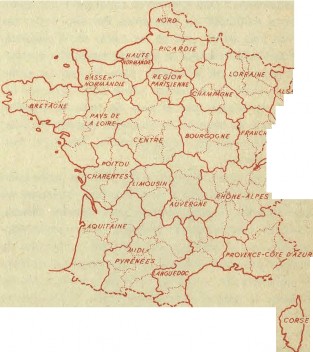 NORD
PICARDIE
HAUTE
NORMANDIE
BASSE
NORMANDIE
RÉGION
PARISIENNE
CHAMPAGNE
LORRAINE
BRETAGNE
PAYS DE
LA LOIRE
CENTRE
BOURGOGNE
POITOU
CHARENTES
LIMOUSIN
AUVERGNE
RHÔNE-ALPES
AQUITAINE
MIDI
PYRÉNÉES
LANGUEDOC
PROVENCE-CÔTE D'AZUR
CORSE